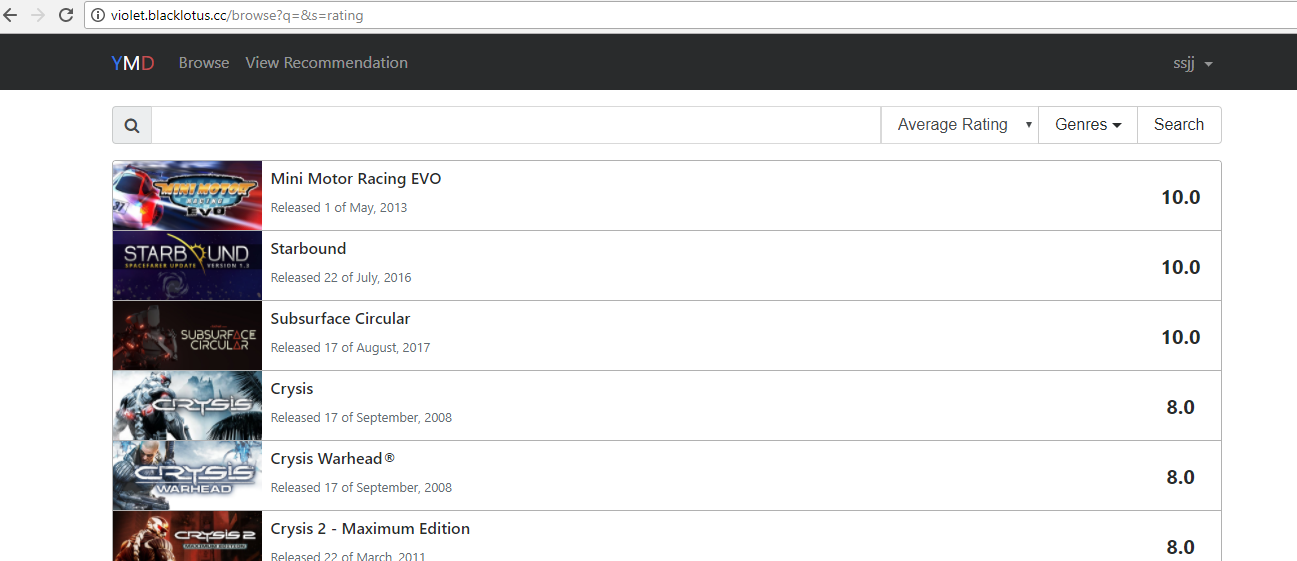 violet.blacklotus.cc/browse?q=&s=rating
YMD Browse View Recommendation ssjj
Average Rating Genres Search
MINI MOTOR
RACING
EVO
Mini Motor Racing EVO
Released 1 of May, 2013
10.0
STARBOUND
SPACEFARER UPDATE VERSION 1.3
Starbound
Released 22 of July, 2016
10.0
SUBSURFACE
CIRCULAR
Subsurface Circular
Released 17 of August, 2017
10.0
CRYSIS
Crysis
Released 17 of September, 2008
8.0
CRYSIS
WARHEAD
Crysis Warhead®
Released 17 of September, 2008
8.0
CRYSIS 2
MAXIMUM EDITION
Crysis 2 - Maximum Edition
Released 22 of March, 2011
8.0